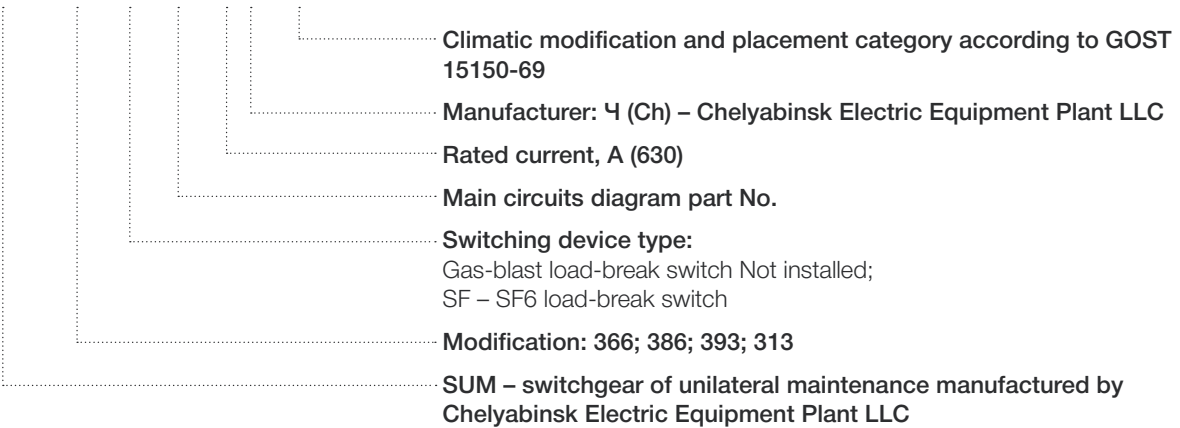 Climatic modification and placement category according to GOST
15150-69
Manufacturer: Ч (Ch) – Chelyabinsk Electric Equipment Plant LLC
Rated current, A (630)
Main circuits diagram part No.
Switching device type:
Gas-blast load-break switch Not installed;
SF – SF6 load-break switch
Modification: 366; 386; 393; 313
SUM – switchgear of unilateral maintenance manufactured by
Chelyabinsk Electric Equipment Plant LLC